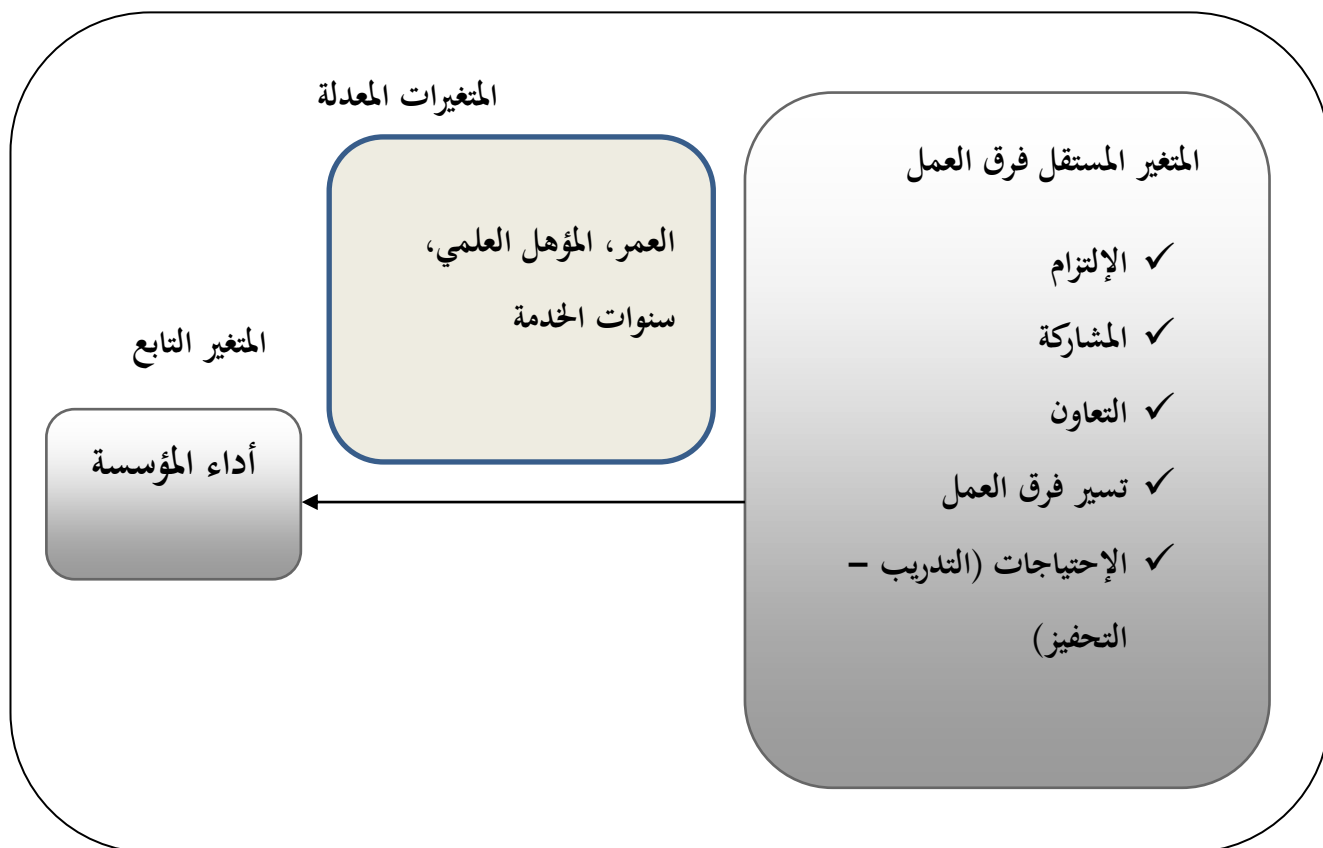 المتغيرات المعدلة
المتغير المستقل فرق العمل
✓ الإلتزام
✓ المشاركة
✓ التعاون
✓ تسير فرق العمل
✓ الإحتياجات (التدريب –
التحفيز)
العمر، المؤهل العلمي،
سنوات الخدمة
المتغير التابع
أداء المؤسسة